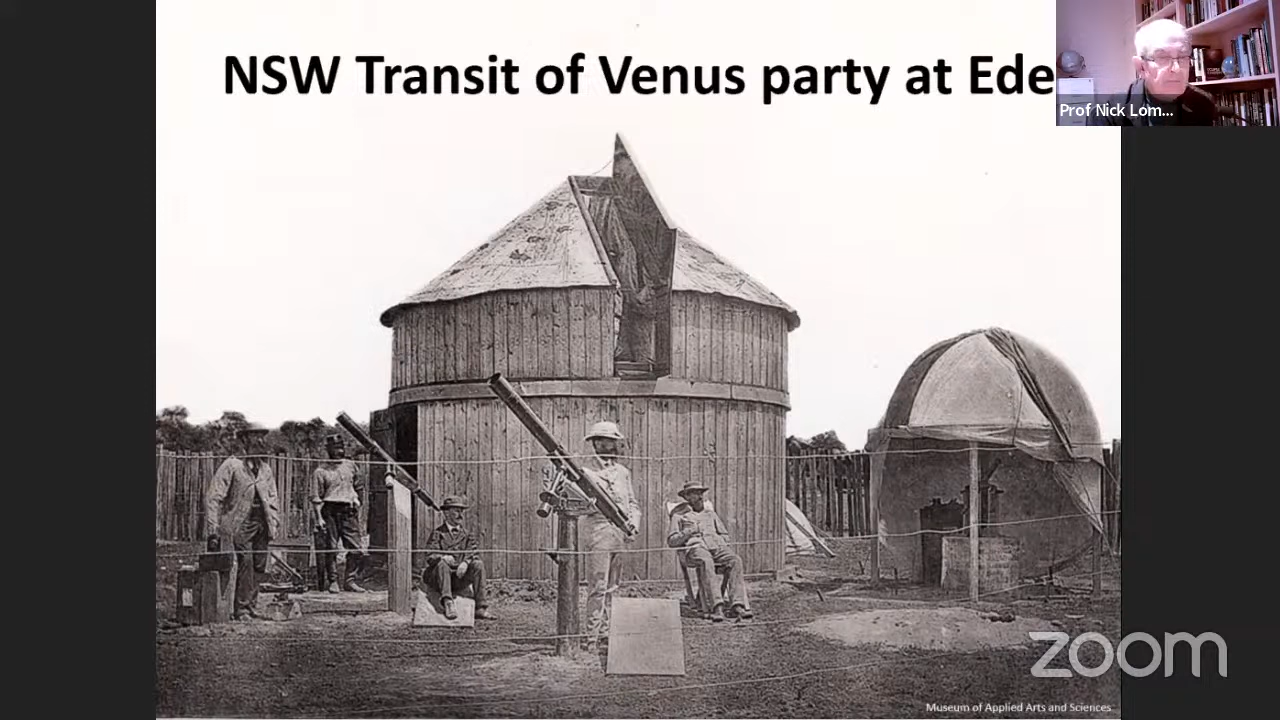 NSW Transit of Venus party at Ede
Prof Nick Lom...
zoom
Museum of Applied Arts and Sciences